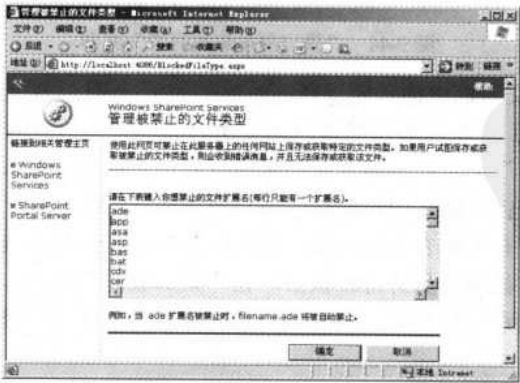 管理被禁止的文件类型 - Microsoft Internet Explorer
文件(F) 编辑(E) 查看(V) 收藏(A) 工具(T) 帮助(H)
后退 搜索 收藏夹
地址(D) http://localhost:4086/BlockedFileType.aspx 转到 链接
帮助
Windows SharePoint Services
管理被禁止的文件类型
链接到相关管理主页
Windows SharePoint Services
SharePoint Portal Server
使用此网页可禁止在此服务器上的任何网站上保存或获取特定的文件类型。如果用户试图保存或获
取被禁止的文件类型，则会收到错误消息，并且无法保存或获取该文件。
请在下面键入你想禁止的文件扩展名(每行只能有一个扩展名)。
ade
app
asa
asp
bas
bat
cdx
cer
例如，当 ade 扩展名被禁止时，filename.ade 将被自动禁止。
确定 取消
本地 Intranet